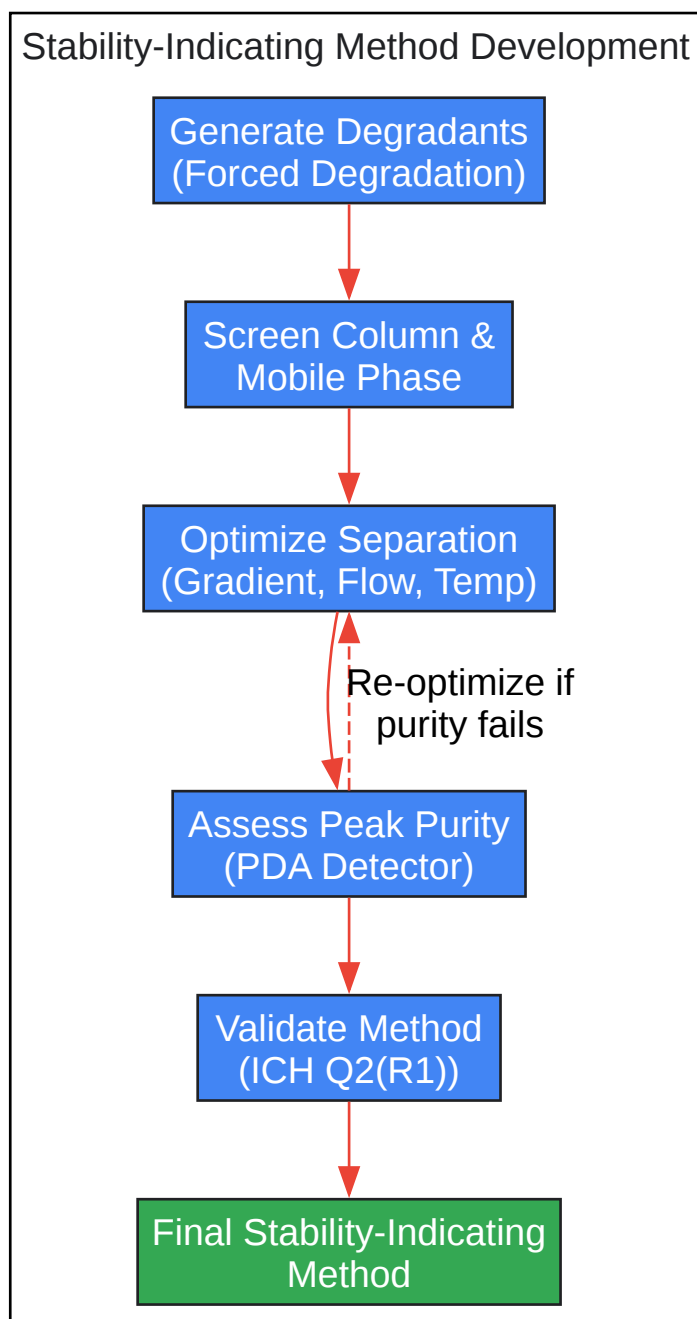 Stability-Indicating Method Development
Generate Degradants
(Forced Degradation)
Screen Column &
Mobile Phase
Optimize Separation
(Gradient, Flow, Temp)
Re-optimize if
purity fails
Assess Peak Purity
(PDA Detector)
Validate Method
(ICH Q2(R1))
Final Stability-Indicating
Method